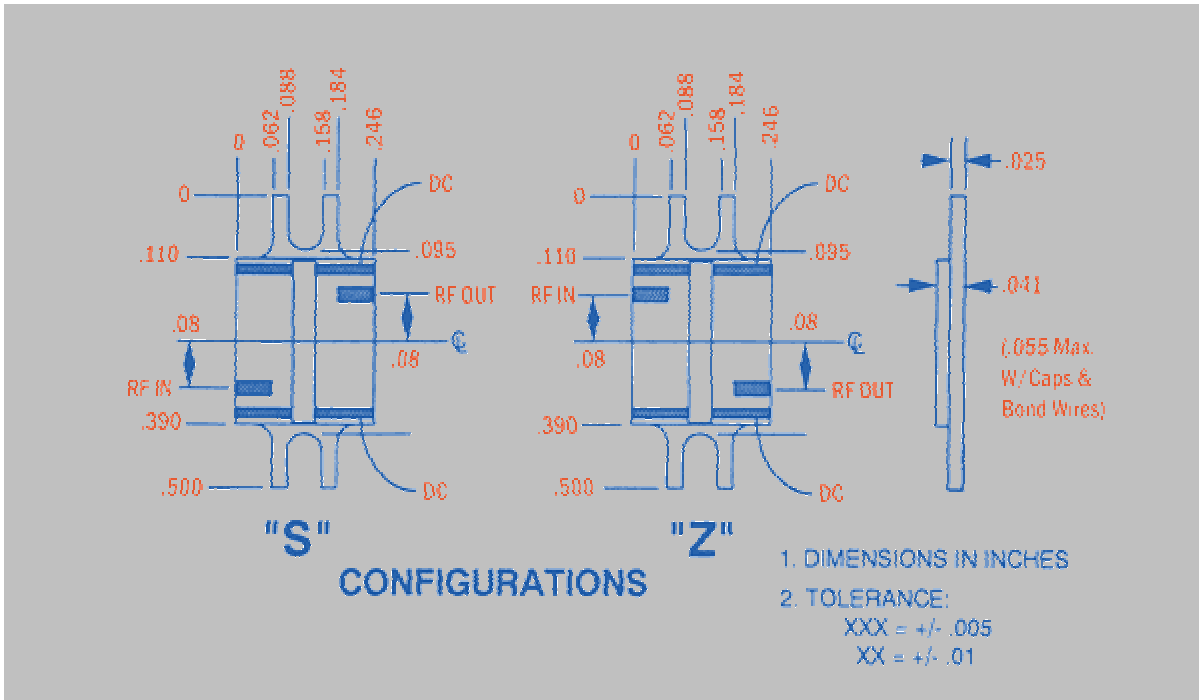 0
.062
.088
.158
.184
.246
0
DC
.110
.095
RF OUT
.08
℄
.08
RF IN
.390
.500
DC
"S"
0
.062
.088
.158
.184
.246
0
DC
.110
.095
RF IN
.08
℄
.08
RF OUT
.390
.500
DC
"Z"
.025
.041
(.055 Max.
W/Caps &
Bond Wires)
CONFIGURATIONS
1. DIMENSIONS IN INCHES
2. TOLERANCE:
XXX = +/- .005
XX = +/- .01